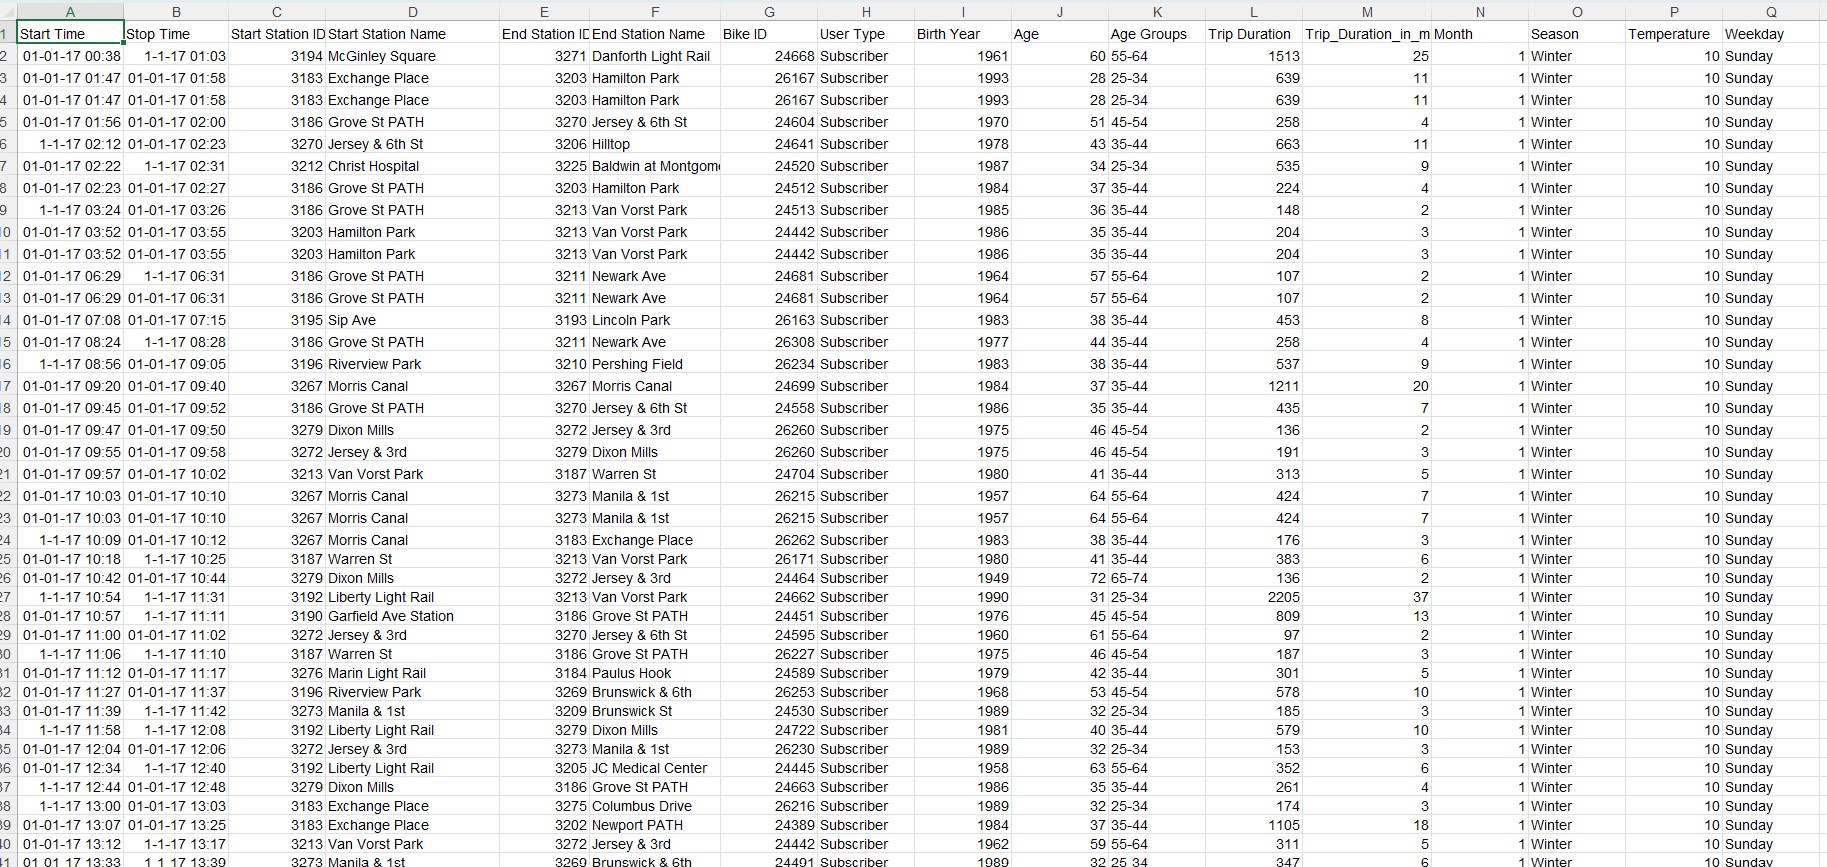 A B C D E F G H I J K L M N O P Q
1 Start Time Stop Time Start Station ID Start Station Name End Station ID End Station Name Bike ID User Type Birth Year Age Age Groups Trip Duration Trip_Duration_in_m Month Season Temperature Weekday
2 01-01-17 00:38 1-1-17 01:03 3194 McGinley Square 3271 Danforth Light Rail 24668 Subscriber 1961 60 55-64 1513 25 1 Winter 10 Sunday
3 01-01-17 01:47 01-01-17 01:58 3183 Exchange Place 3203 Hamilton Park 26167 Subscriber 1993 28 25-34 639 11 1 Winter 10 Sunday
4 01-01-17 01:47 01-01-17 01:58 3183 Exchange Place 3203 Hamilton Park 26167 Subscriber 1993 28 25-34 639 11 1 Winter 10 Sunday
5 01-01-17 01:56 01-01-17 02:00 3186 Grove St PATH 3270 Jersey & 6th St 24604 Subscriber 1970 51 45-54 258 4 1 Winter 10 Sunday
6 1-1-17 02:12 01-01-17 02:23 3270 Jersey & 6th St 3206 Hilltop 24641 Subscriber 1978 43 35-44 663 11 1 Winter 10 Sunday
7 01-01-17 02:22 1-1-17 02:31 3212 Christ Hospital 3225 Baldwin at Montgom 24520 Subscriber 1987 34 25-34 535 9 1 Winter 10 Sunday
8 01-01-17 02:23 01-01-17 02:27 3186 Grove St PATH 3203 Hamilton Park 24512 Subscriber 1984 37 35-44 224 4 1 Winter 10 Sunday
9 1-1-17 03:24 01-01-17 03:26 3186 Grove St PATH 3213 Van Vorst Park 24513 Subscriber 1985 36 35-44 148 2 1 Winter 10 Sunday
10 01-01-17 03:52 01-01-17 03:55 3203 Hamilton Park 3213 Van Vorst Park 24442 Subscriber 1986 35 35-44 204 3 1 Winter 10 Sunday
11 01-01-17 03:52 01-01-17 03:55 3203 Hamilton Park 3213 Van Vorst Park 24442 Subscriber 1986 35 35-44 204 3 1 Winter 10 Sunday
12 01-01-17 06:29 1-1-17 06:31 3186 Grove St PATH 3211 Newark Ave 24681 Subscriber 1964 57 55-64 107 2 1 Winter 10 Sunday
13 01-01-17 06:29 01-01-17 06:31 3186 Grove St PATH 3211 Newark Ave 24681 Subscriber 1964 57 55-64 107 2 1 Winter 10 Sunday
14 01-01-17 07:08 01-01-17 07:15 3195 Sip Ave 3193 Lincoln Park 26163 Subscriber 1983 38 35-44 453 8 1 Winter 10 Sunday
15 01-01-17 08:24 1-1-17 08:28 3186 Grove St PATH 3211 Newark Ave 26308 Subscriber 1977 44 35-44 258 4 1 Winter 10 Sunday
16 1-1-17 08:56 01-01-17 09:05 3196 Riverview Park 3210 Pershing Field 26234 Subscriber 1983 38 35-44 537 9 1 Winter 10 Sunday
17 01-01-17 09:20 01-01-17 09:40 3267 Morris Canal 3267 Morris Canal 24699 Subscriber 1984 37 35-44 1211 20 1 Winter 10 Sunday
18 01-01-17 09:45 01-01-17 09:52 3186 Grove St PATH 3270 Jersey & 6th St 24558 Subscriber 1986 35 35-44 435 7 1 Winter 10 Sunday
19 01-01-17 09:47 01-01-17 09:50 3279 Dixon Mills 3272 Jersey & 3rd 26260 Subscriber 1975 46 45-54 136 2 1 Winter 10 Sunday
20 01-01-17 09:55 01-01-17 09:58 3272 Jersey & 3rd 3279 Dixon Mills 26260 Subscriber 1975 46 45-54 191 3 1 Winter 10 Sunday
21 01-01-17 09:57 01-01-17 10:02 3213 Van Vorst Park 3187 Warren St 24704 Subscriber 1980 41 35-44 313 5 1 Winter 10 Sunday
22 01-01-17 10:03 01-01-17 10:10 3267 Morris Canal 3273 Manila & 1st 26215 Subscriber 1957 64 55-64 424 7 1 Winter 10 Sunday
23 01-01-17 10:03 01-01-17 10:10 3267 Morris Canal 3273 Manila & 1st 26215 Subscriber 1957 64 55-64 424 7 1 Winter 10 Sunday
24 1-1-17 10:09 01-01-17 10:12 3267 Morris Canal 3183 Exchange Place 26262 Subscriber 1983 38 35-44 176 3 1 Winter 10 Sunday
25 01-01-17 10:18 1-1-17 10:25 3187 Warren St 3213 Van Vorst Park 26171 Subscriber 1980 41 35-44 383 6 1 Winter 10 Sunday
26 01-01-17 10:42 01-01-17 10:44 3279 Dixon Mills 3272 Jersey & 3rd 24464 Subscriber 1949 72 65-74 136 2 1 Winter 10 Sunday
27 1-1-17 10:54 1-1-17 11:31 3192 Liberty Light Rail 3213 Van Vorst Park 24662 Subscriber 1990 31 25-34 2205 37 1 Winter 10 Sunday
28 01-01-17 10:57 1-1-17 11:11 3190 Garfield Ave Station 3186 Grove St PATH 24451 Subscriber 1976 45 45-54 809 13 1 Winter 10 Sunday
29 01-01-17 11:00 01-01-17 11:02 3272 Jersey & 3rd 3270 Jersey & 6th St 24595 Subscriber 1960 61 55-64 97 2 1 Winter 10 Sunday
30 1-1-17 11:06 1-1-17 11:10 3187 Warren St 3186 Grove St PATH 26227 Subscriber 1975 46 45-54 187 3 1 Winter 10 Sunday
31 01-01-17 11:12 01-01-17 11:17 3276 Marin Light Rail 3184 Paulus Hook 24589 Subscriber 1979 42 35-44 301 5 1 Winter 10 Sunday
32 01-01-17 11:27 01-01-17 11:37 3196 Riverview Park 3269 Brunswick & 6th 26253 Subscriber 1968 53 45-54 578 10 1 Winter 10 Sunday
33 01-01-17 11:39 1-1-17 11:42 3273 Manila & 1st 3209 Brunswick St 24530 Subscriber 1989 32 25-34 185 3 1 Winter 10 Sunday
34 1-1-17 11:58 1-1-17 12:08 3192 Liberty Light Rail 3279 Dixon Mills 24722 Subscriber 1981 40 35-44 579 10 1 Winter 10 Sunday
35 01-01-17 12:04 01-01-17 12:06 3272 Jersey & 3rd 3273 Manila & 1st 26230 Subscriber 1989 32 25-34 153 3 1 Winter 10 Sunday
36 01-01-17 12:34 1-1-17 12:40 3192 Liberty Light Rail 3205 JC Medical Center 24445 Subscriber 1958 63 55-64 352 6 1 Winter 10 Sunday
37 1-1-17 12:44 01-01-17 12:48 3279 Dixon Mills 3186 Grove St PATH 24663 Subscriber 1986 35 35-44 261 4 1 Winter 10 Sunday
38 1-1-17 13:00 01-01-17 13:03 3183 Exchange Place 3275 Columbus Drive 26216 Subscriber 1989 32 25-34 174 3 1 Winter 10 Sunday
39 01-01-17 13:07 01-01-17 13:25 3183 Exchange Place 3202 Newport PATH 24389 Subscriber 1984 37 35-44 1105 18 1 Winter 10 Sunday
40 01-01-17 13:12 1-1-17 13:17 3213 Van Vorst Park 3272 Jersey & 3rd 24442 Subscriber 1962 59 55-64 311 5 1 Winter 10 Sunday
41 01-01-17 13:33 1-1-17 13:39 3273 Manila & 1st 3269 Brunswick & 6th 24491 Subscriber 1989 32 25-34 347 6 1 Winter 10 Sunday